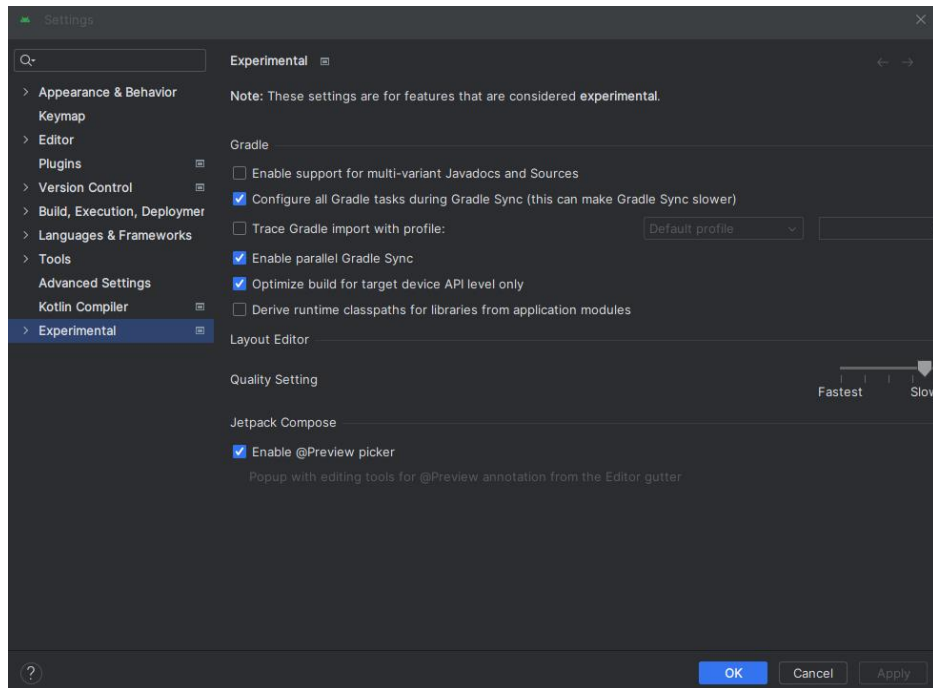 Settings
Experimental
Note: These settings are for features that are considered experimental.
Appearance & Behavior
Keymap
Editor
Plugins
Version Control
Build, Execution, Deploymer
Languages & Frameworks
Tools
Advanced Settings
Kotlin Compiler
Experimental
Gradle
Enable support for multi-variant Javadocs and Sources
Configure all Gradle tasks during Gradle Sync (this can make Gradle Sync slower)
Trace Gradle import with profile: Default profile
Enable parallel Gradle Sync
Optimize build for target device API level only
Derive runtime classpaths for libraries from application modules
Layout Editor
Quality Setting
Fastest Slow
Jetpack Compose
Enable @Preview picker
Popup with editing tools for @Preview annotation from the Editor gutter
? OK Cancel Apply